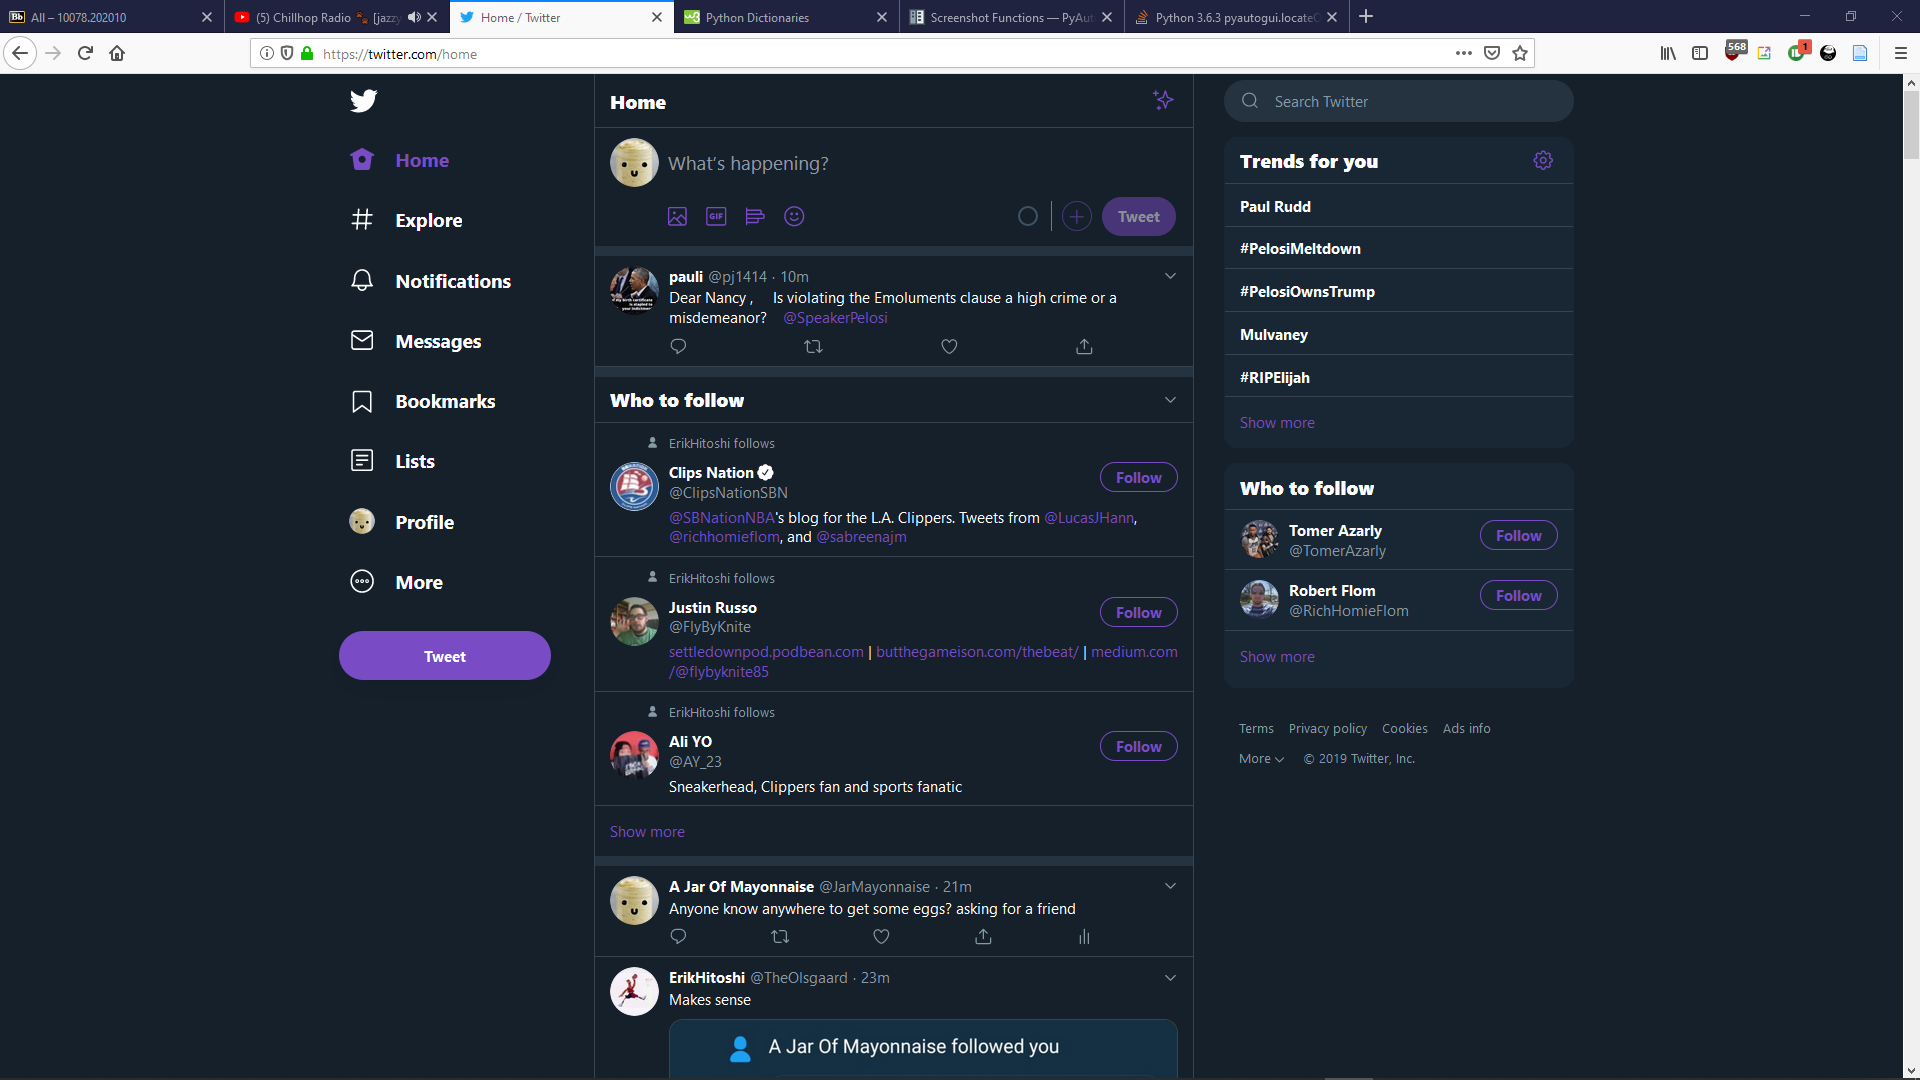 All – 10078.202010
(5) Chillhop Radio [jazzy
Home / Twitter
Python Dictionaries
Screenshot Functions — PyAut
Python 3.6.3 pyautogui.locateO
https://twitter.com/home
568
1
Home
Explore
Notifications
Messages
Bookmarks
Lists
Profile
More
Tweet
Home
What's happening?
GIF
Tweet
pauli @pj1414 · 10m
Dear Nancy , Is violating the Emoluments clause a high crime or a
misdemeanor? @SpeakerPelosi
Who to follow
ErikHitoshi follows
Clips Nation
@ClipsNationSBN
Follow
@SBNationNBA's blog for the L.A. Clippers. Tweets from @LucasJHann,
@richhomieflom, and @sabreenajm
ErikHitoshi follows
Justin Russo
@FlyByKnite
Follow
settledownpod.podbean.com | butthegameison.com/thebeat/ | medium.com
/@flybyknite85
ErikHitoshi follows
Ali YO
@AY_23
Follow
Sneakerhead, Clippers fan and sports fanatic
Show more
A Jar Of Mayonnaise @JarMayonnaise · 21m
Anyone know anywhere to get some eggs? asking for a friend
ErikHitoshi @TheOlsgaard · 23m
Makes sense
A Jar Of Mayonnaise followed you
Search Twitter
Trends for you
Paul Rudd
#PelosiMeltdown
#PelosiOwnsTrump
Mulvaney
#RIPElijah
Show more
Who to follow
Tomer Azarly
@TomerAzarly
Follow
Robert Flom
@RichHomieFlom
Follow
Show more
Terms Privacy policy Cookies Ads info
More © 2019 Twitter, Inc.